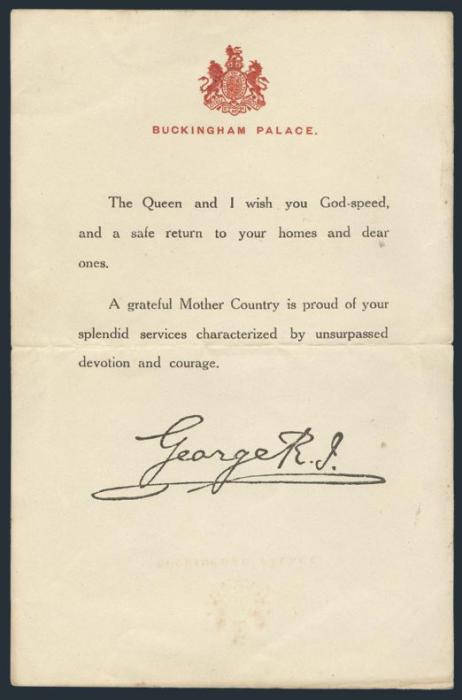 BUCKINGHAM PALACE.
The Queen and I wish you God-speed,
and a safe return to your homes and dear
ones.
A grateful Mother Country is proud of your
splendid services characterized by unsurpassed
devotion and courage.
George R.I.